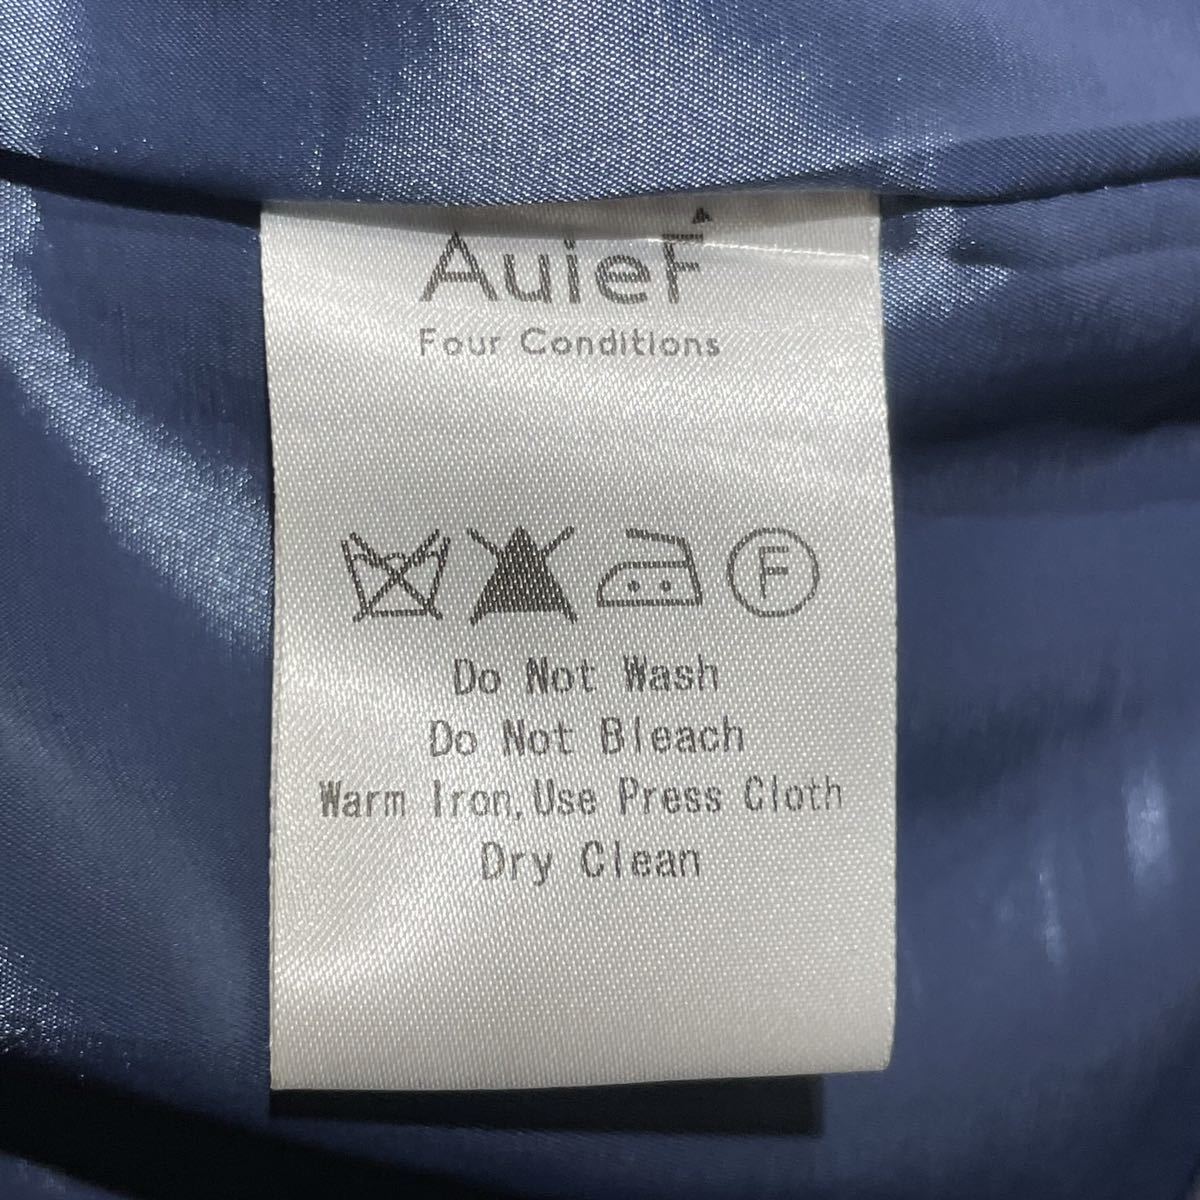 AuieF
Four Conditions
F
Do Not Wash
Do Not Bleach
Warm Iron,Use Press Cloth
Dry Clean